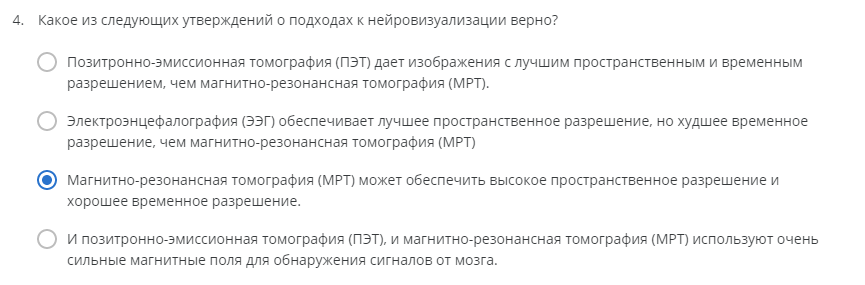 4. Какое из следующих утверждений о подходах к нейровизуализации верно?
Позитронно-эмиссионная томография (ПЭТ) дает изображения с лучшим пространственным и временным
разрешением, чем магнитно-резонансная томография (МРТ).
Электроэнцефалография (ЭЭГ) обеспечивает лучшее пространственное разрешение, но худшее временное
разрешение, чем магнитно-резонансная томография (МРТ)
Магнитно-резонансная томография (МРТ) может обеспечить высокое пространственное разрешение и
хорошее временное разрешение.
И позитронно-эмиссионная томография (ПЭТ), и магнитно-резонансная томография (МРТ) используют очень
сильные магнитные поля для обнаружения сигналов от мозга.